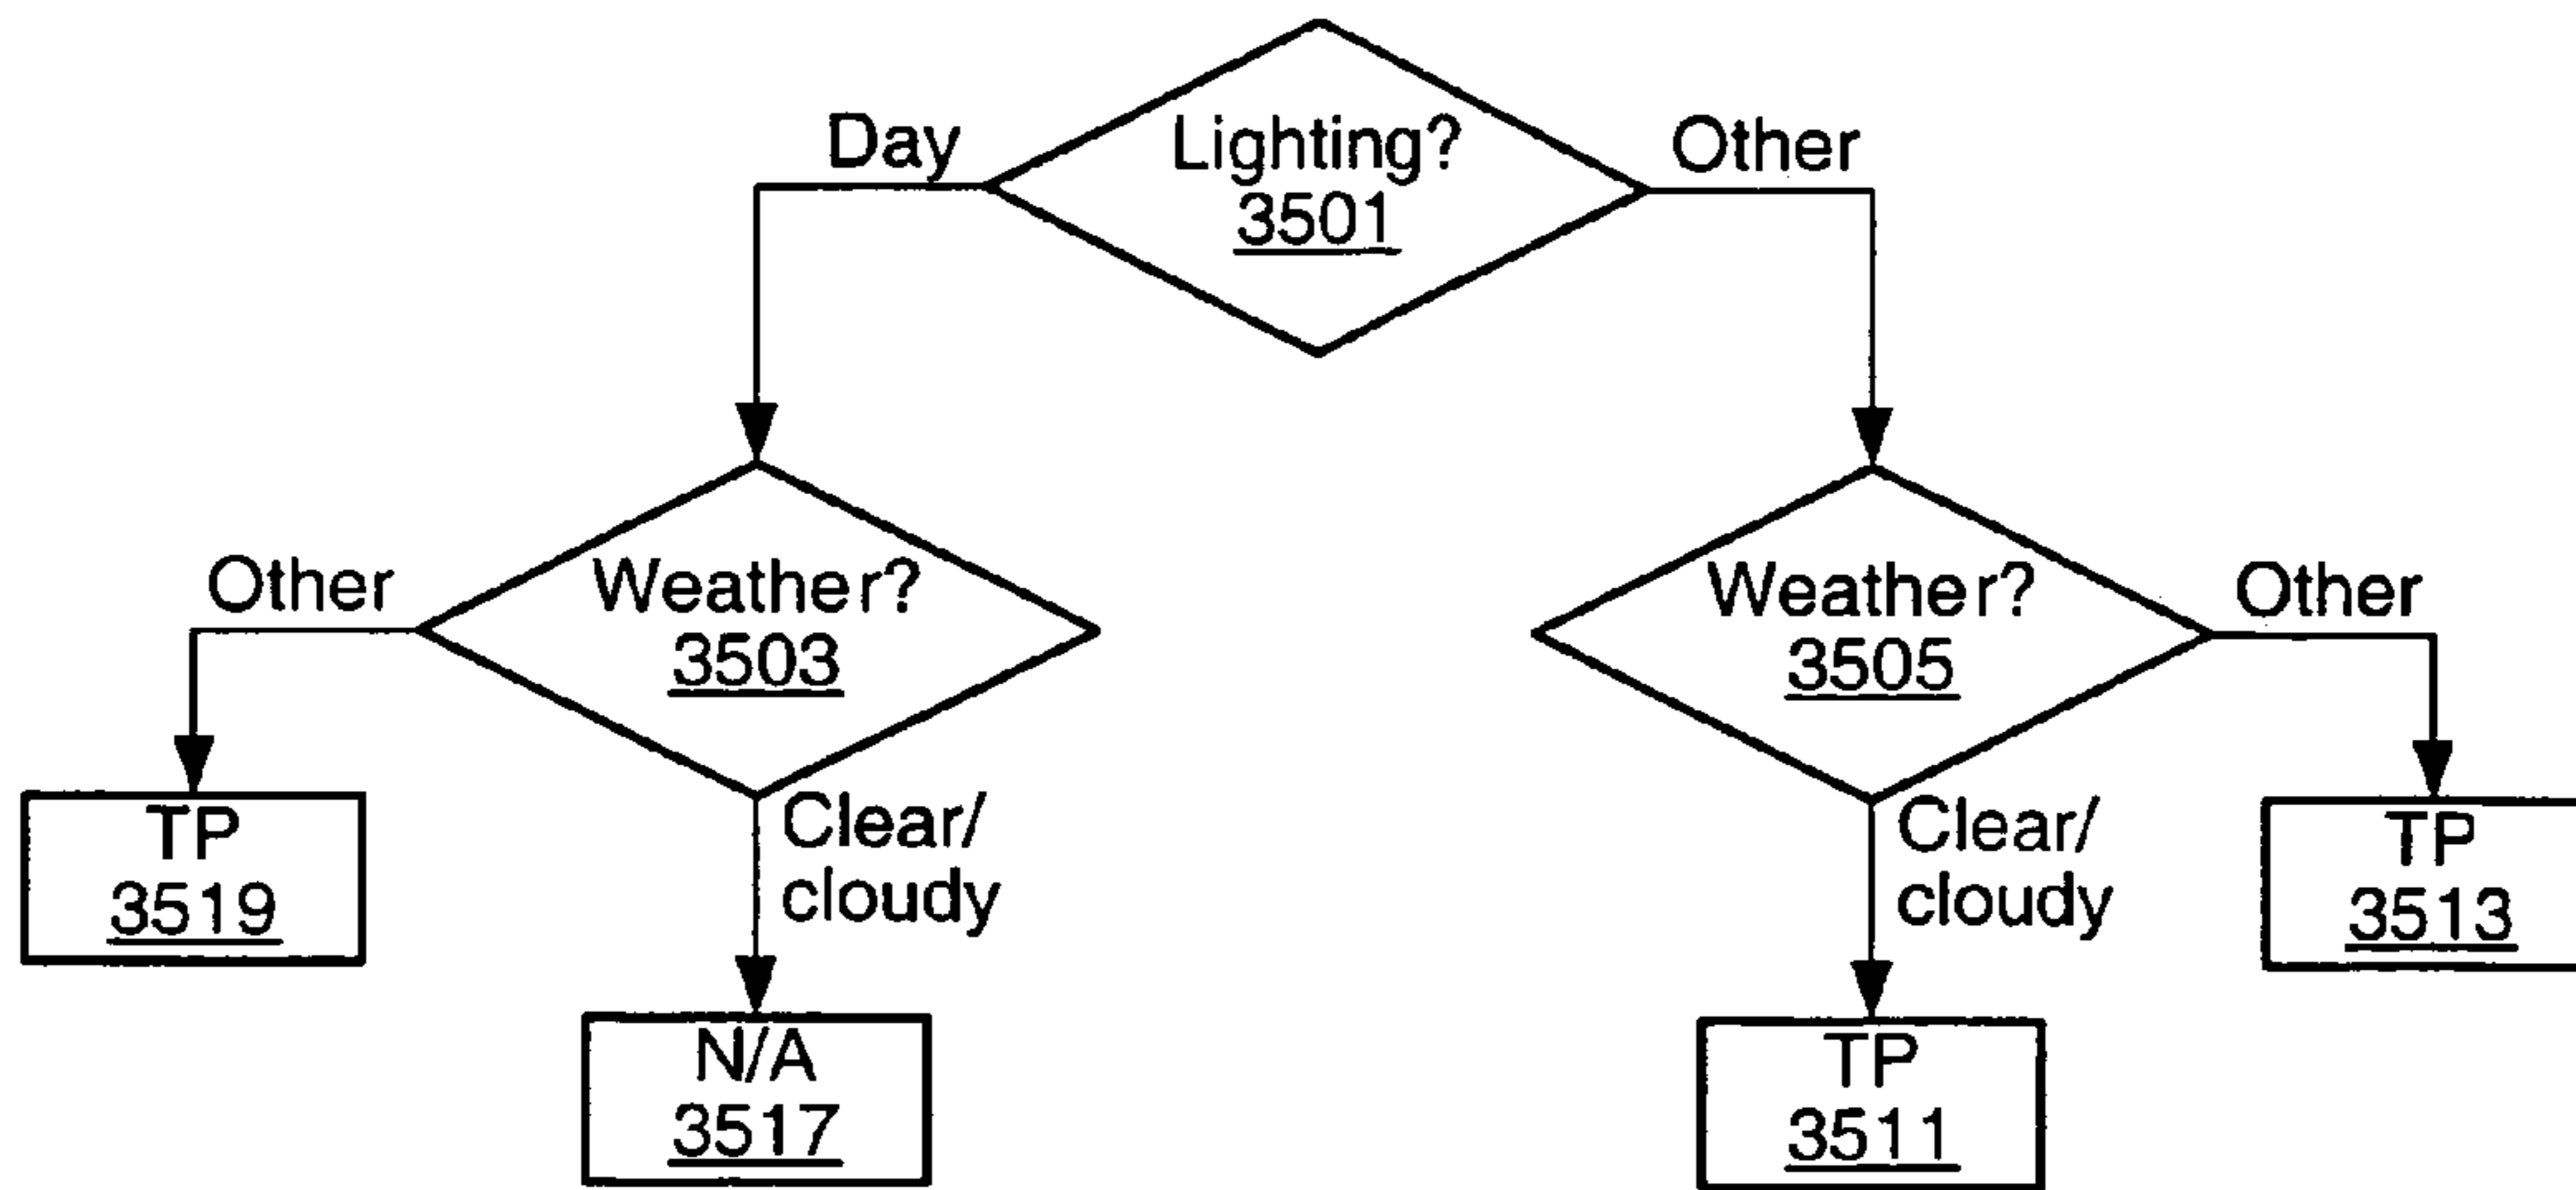 Day
Lighting?
3501
Other
Other
Weather?
3503
Weather?
3505
Other
TP
3519
Clear/
cloudy
Clear/
cloudy
TP
3513
N/A
3517
TP
3511